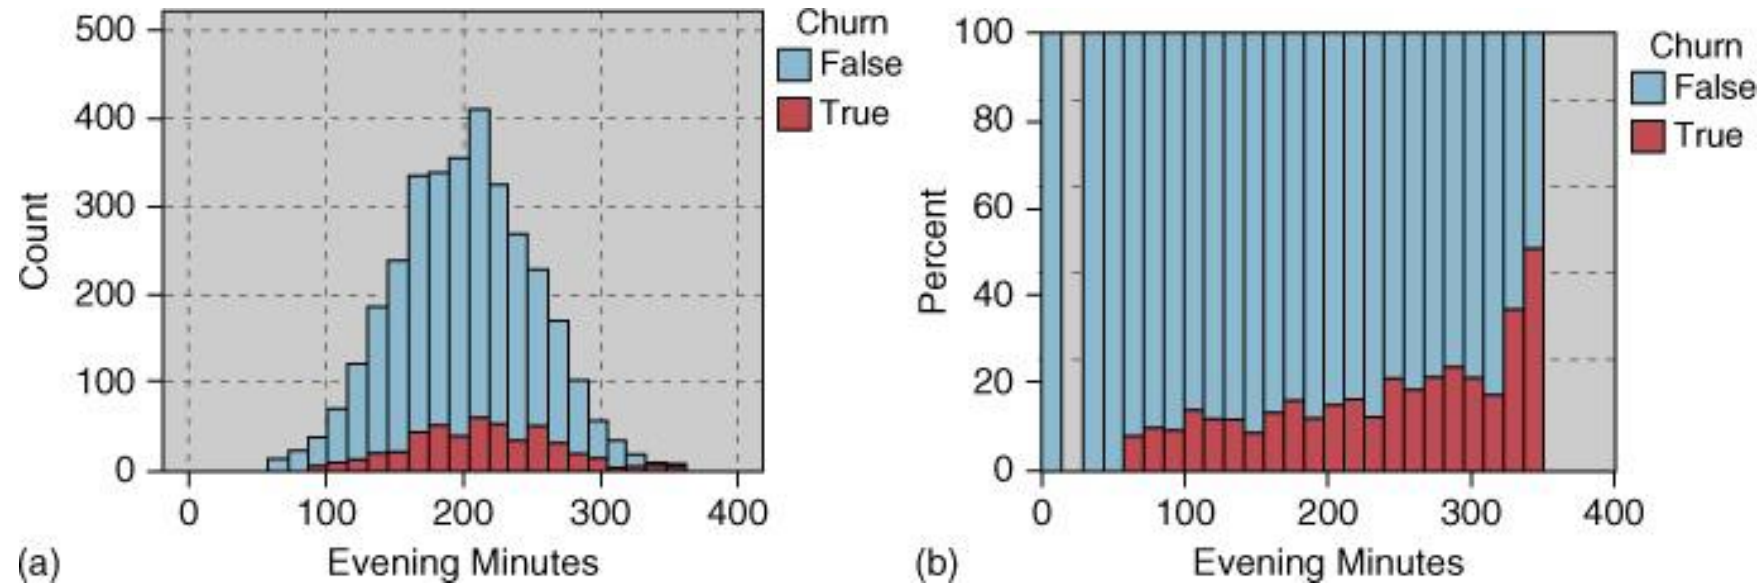 500
400
300
200
100
0
Count
0 100 200 300 400
Evening Minutes
(a)
Churn
False
True
100
80
60
40
20
0
Percent
0 100 200 300 400
Evening Minutes
(b)
Churn
False
True